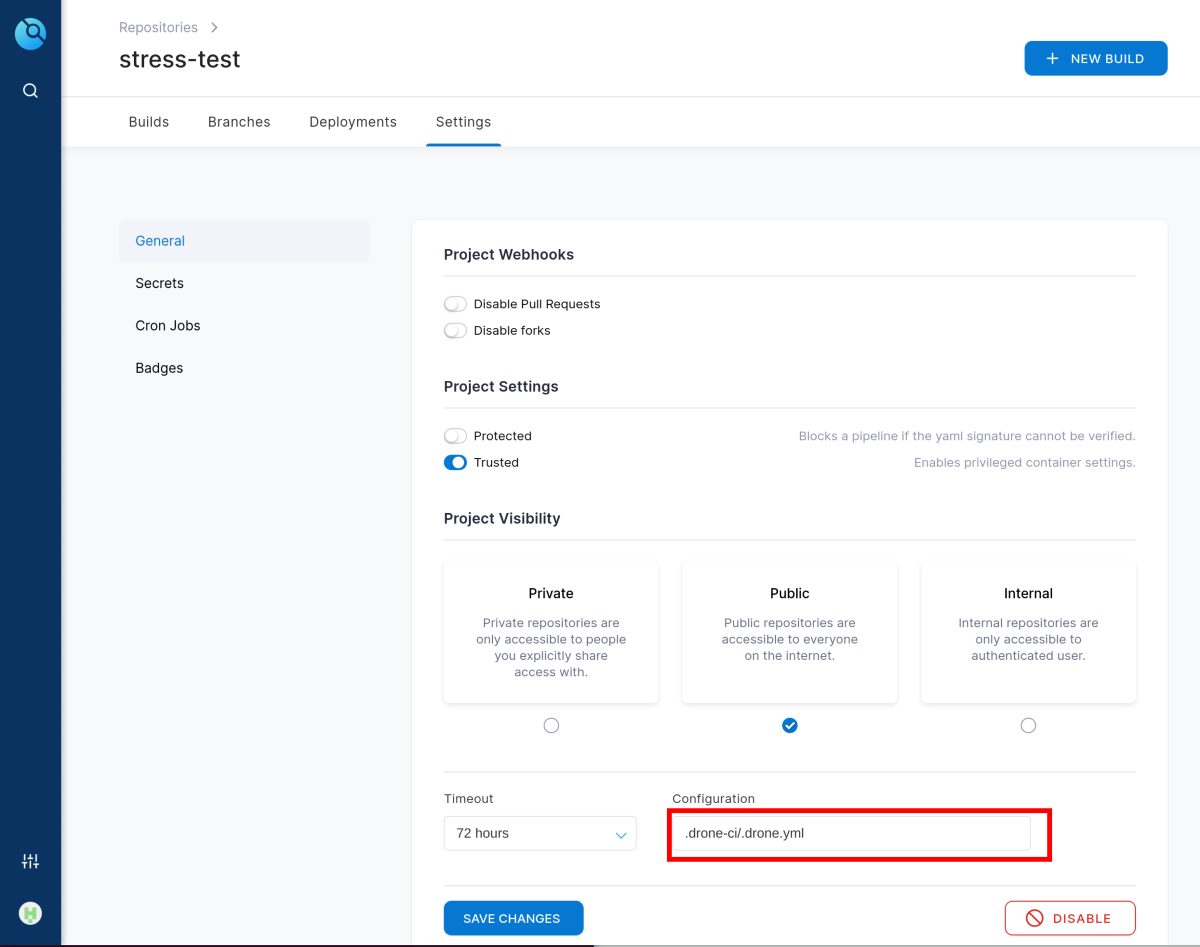 Repositories
stress-test
NEW BUILD
Builds Branches Deployments Settings
General
Secrets
Cron Jobs
Badges
Project Webhooks
Disable Pull Requests
Disable forks
Project Settings
Protected Blocks a pipeline if the yaml signature cannot be verified.
Trusted Enables privileged container settings.
Project Visibility
Private
Private repositories are
only accessible to people
you explicitly share
access with.
Public
Public repositories are
accessible to everyone
on the internet.
Internal
Internal repositories are
only accessible to
authenticated user.
Timeout
72 hours
Configuration
.drone-ci/.drone.yml
SAVE CHANGES
DISABLE